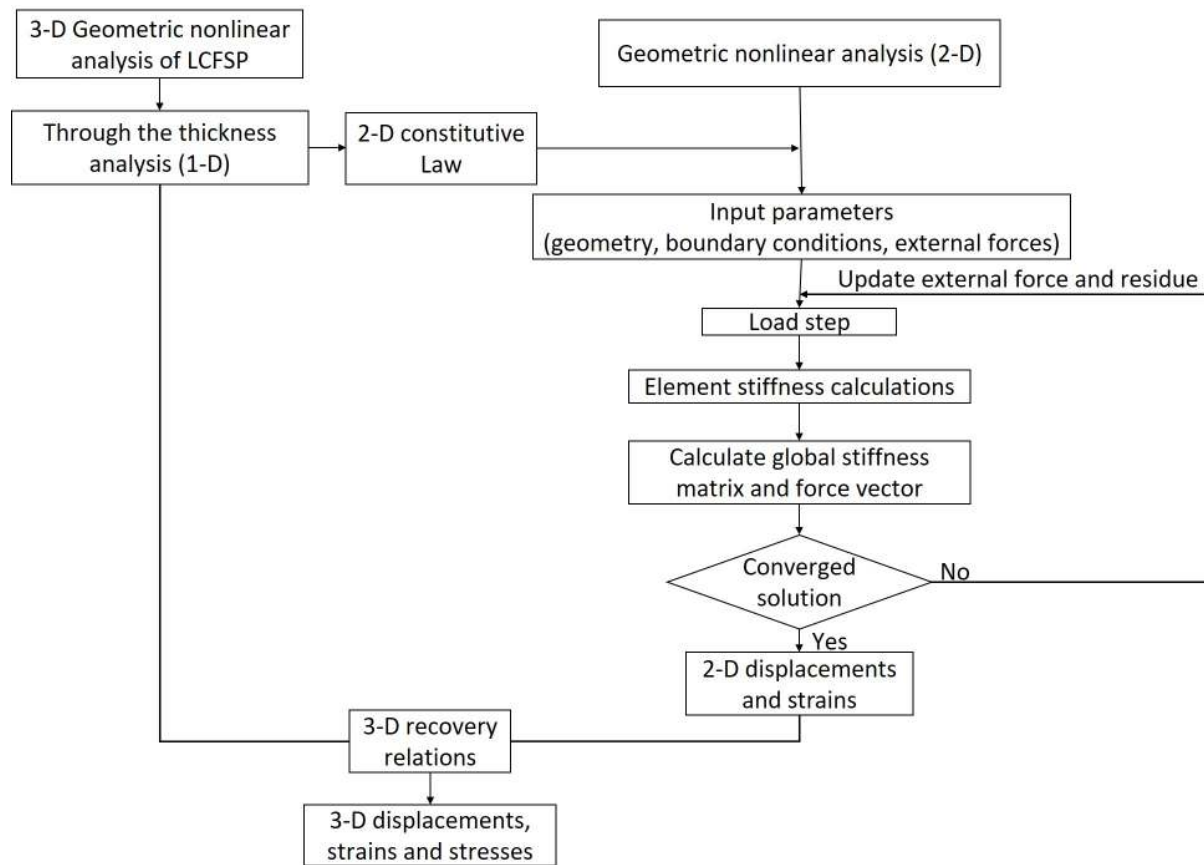 3-D Geometric nonlinear
analysis of LCFSP
Geometric nonlinear analysis (2-D)
Through the thickness
analysis (1-D)
2-D constitutive
Law
Input parameters
(geometry, boundary conditions, external forces)
Update external force and residue
Load step
Element stiffness calculations
Calculate global stiffness
matrix and force vector
Converged
solution
No
Yes
2-D displacements
and strains
3-D recovery
relations
3-D displacements,
strains and stresses